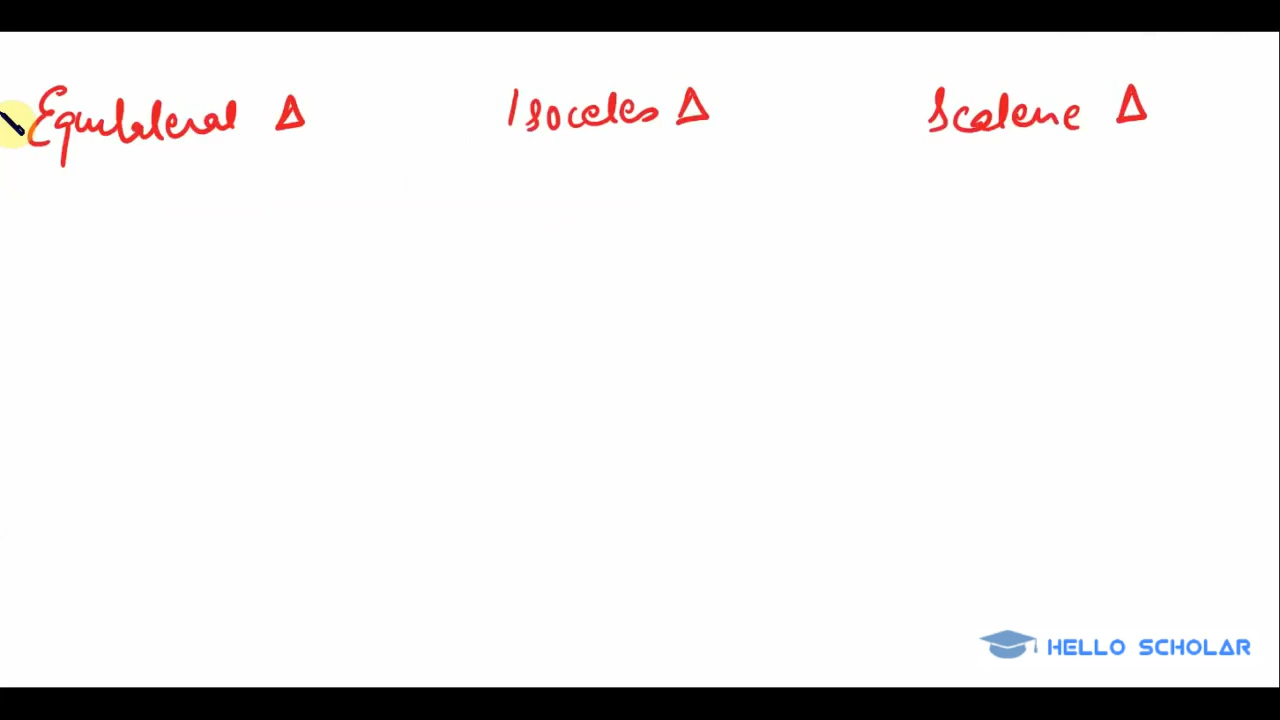 Equilateral Δ Isoceles Δ Scalene Δ
HELLO SCHOLAR